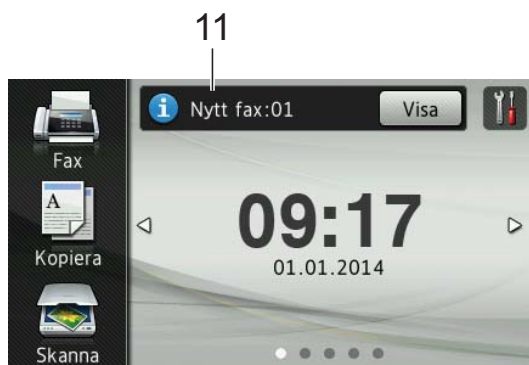 11
Nytt fax:01 Visa
Fax
A
Kopiera
09:17
01.01.2014
Skanna